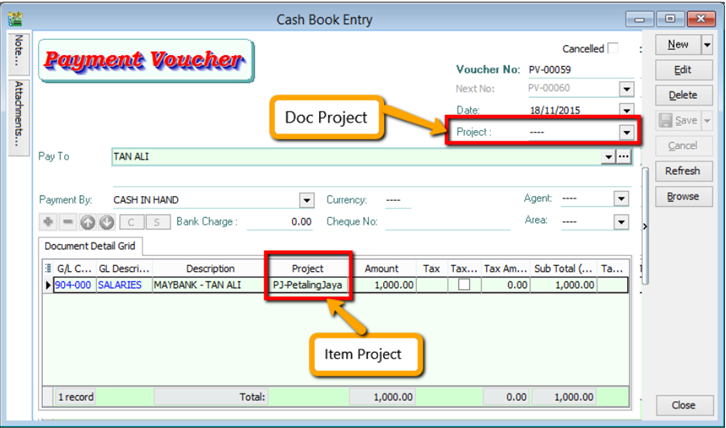 Cash Book Entry
Note...
Attachments...
Payment Voucher
Cancelled
Voucher No: PV-00059
Next No: PV-00060
Date: 18/11/2015
Project : ----
Doc Project
Pay To TAN ALI
Payment By: CASH IN HAND Currency: ---- Agent: ----
C S Bank Charge : 0.00 Cheque No: Area: ----
Document Detail Grid
G/L C... GL Descri... Description Project Amount Tax Tax... Tax Am... Sub Total (... Ta...
904-000 SALARIES MAYBANK - TAN ALI PJ-PetalingJaya 1,000.00 0.00 1,000.00
Item Project
1 record Total: 1,000.00 0.00 1,000.00
New
Edit
Delete
Save
Cancel
Refresh
Browse
Close